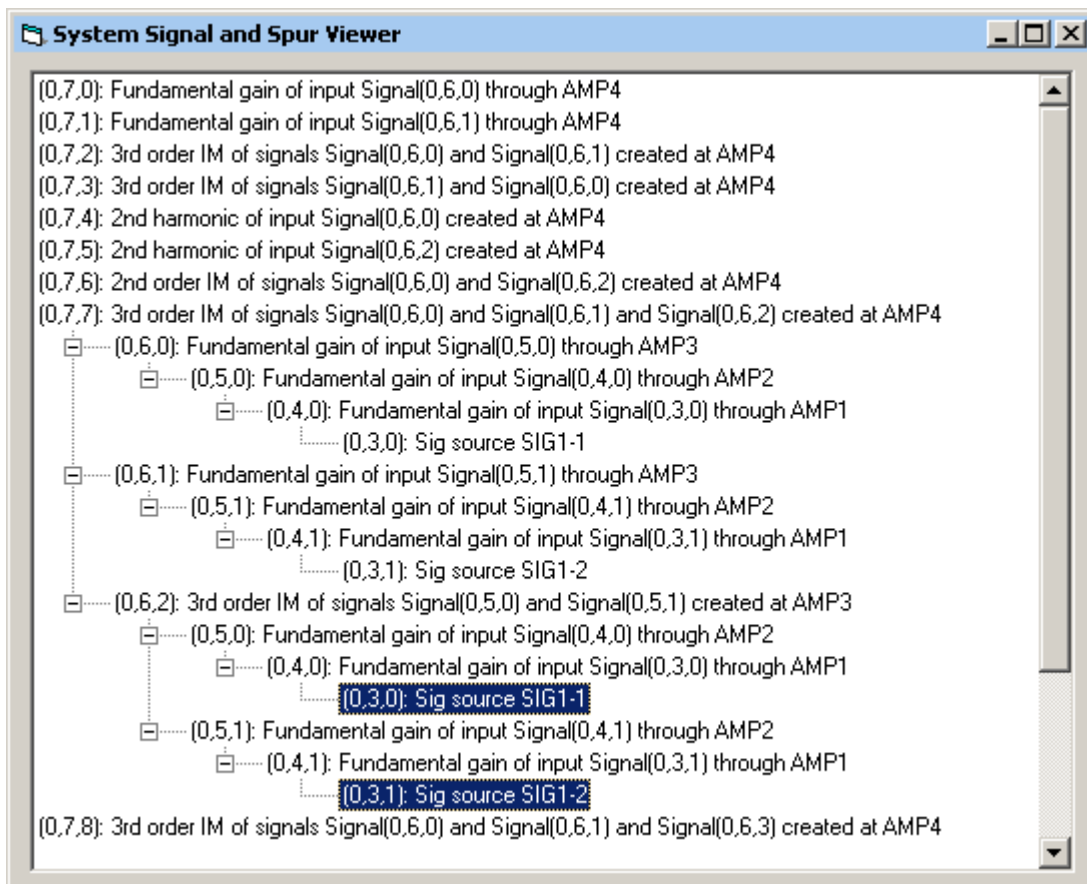 System Signal and Spur Viewer
(0,7,0): Fundamental gain of input Signal(0,6,0) through AMP4
(0,7,1): Fundamental gain of input Signal(0,6,1) through AMP4
(0,7,2): 3rd order IM of signals Signal(0,6,0) and Signal(0,6,1) created at AMP4
(0,7,3): 3rd order IM of signals Signal(0,6,1) and Signal(0,6,0) created at AMP4
(0,7,4): 2nd harmonic of input Signal(0,6,0) created at AMP4
(0,7,5): 2nd harmonic of input Signal(0,6,2) created at AMP4
(0,7,6): 2nd order IM of signals Signal(0,6,0) and Signal(0,6,2) created at AMP4
(0,7,7): 3rd order IM of signals Signal(0,6,0) and Signal(0,6,1) and Signal(0,6,2) created at AMP4
(0,6,0): Fundamental gain of input Signal(0,5,0) through AMP3
(0,5,0): Fundamental gain of input Signal(0,4,0) through AMP2
(0,4,0): Fundamental gain of input Signal(0,3,0) through AMP1
(0,3,0): Sig source SIG1-1
(0,6,1): Fundamental gain of input Signal(0,5,1) through AMP3
(0,5,1): Fundamental gain of input Signal(0,4,1) through AMP2
(0,4,1): Fundamental gain of input Signal(0,3,1) through AMP1
(0,3,1): Sig source SIG1-2
(0,6,2): 3rd order IM of signals Signal(0,5,0) and Signal(0,5,1) created at AMP3
(0,5,0): Fundamental gain of input Signal(0,4,0) through AMP2
(0,4,0): Fundamental gain of input Signal(0,3,0) through AMP1
(0,3,0): Sig source SIG1-1
(0,5,1): Fundamental gain of input Signal(0,4,1) through AMP2
(0,4,1): Fundamental gain of input Signal(0,3,1) through AMP1
(0,3,1): Sig source SIG1-2
(0,7,8): 3rd order IM of signals Signal(0,6,0) and Signal(0,6,1) and Signal(0,6,3) created at AMP4